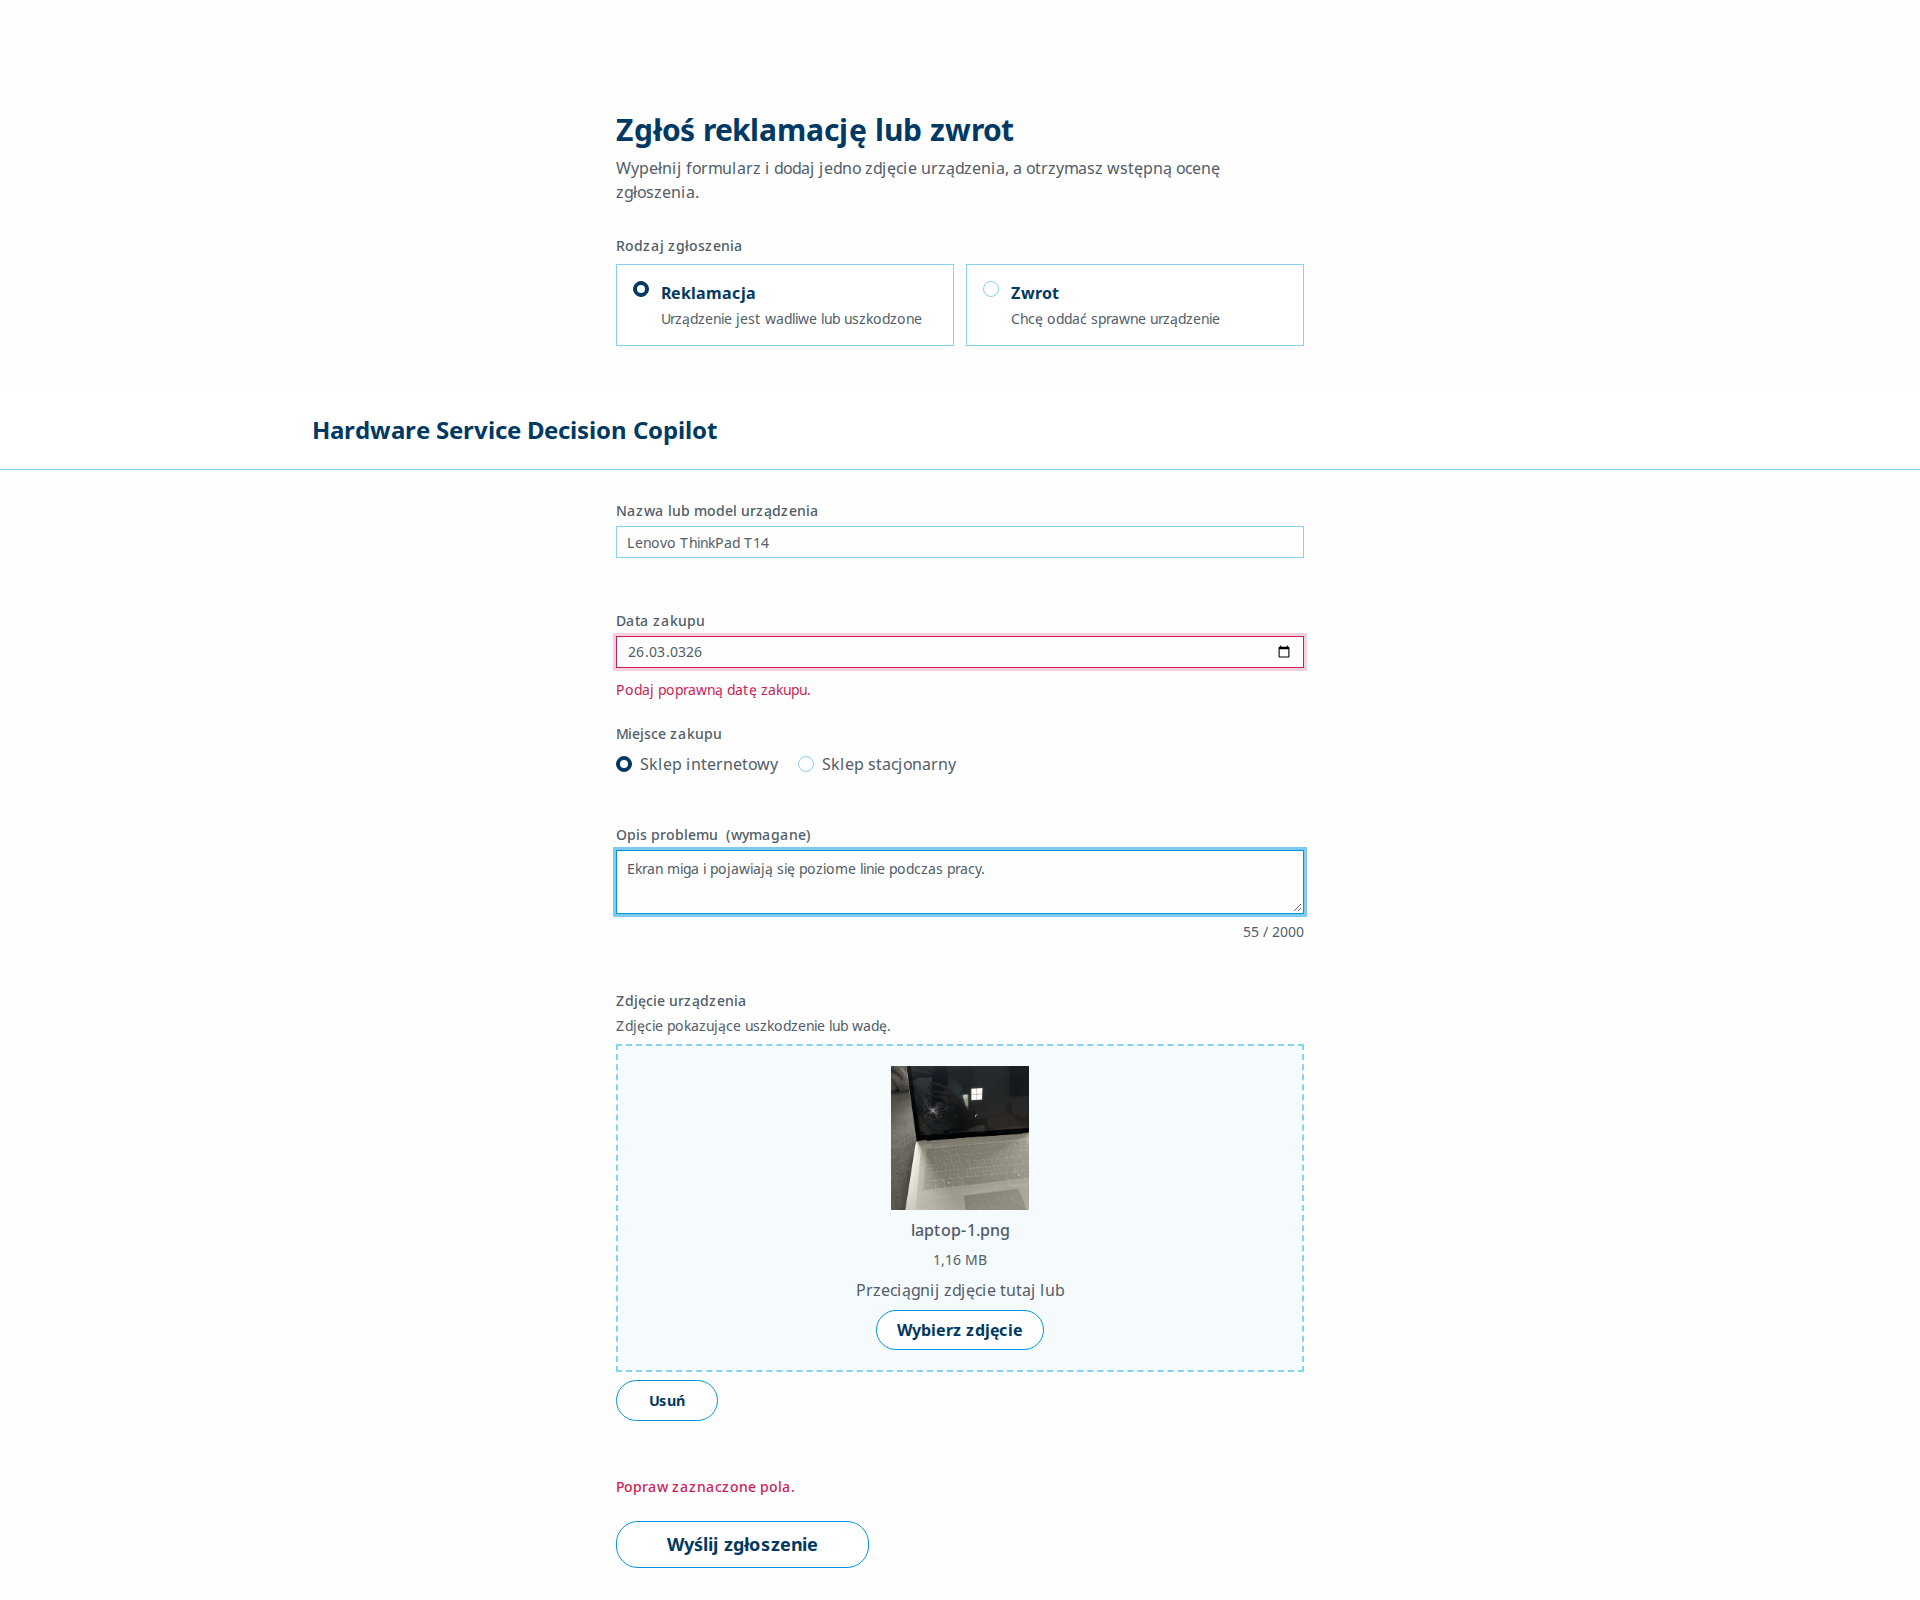 Zgłoś reklamację lub zwrot
Wypełnij formularz i dodaj jedno zdjęcie urządzenia, a otrzymasz wstępną ocenę
zgłoszenia.
Rodzaj zgłoszenia
Reklamacja
Urządzenie jest wadliwe lub uszkodzone
Zwrot
Chcę oddać sprawne urządzenie
Hardware Service Decision Copilot
Nazwa lub model urządzenia
Lenovo ThinkPad T14
Data zakupu
26.03.0326
Podaj poprawną datę zakupu.
Miejsce zakupu
Sklep internetowy
Sklep stacjonarny
Opis problemu (wymagane)
Ekran miga i pojawiają się poziome linie podczas pracy.
55 / 2000
Zdjęcie urządzenia
Zdjęcie pokazujące uszkodzenie lub wadę.
laptop-1.png
1,16 MB
Przeciągnij zdjęcie tutaj lub
Wybierz zdjęcie
Usuń
Popraw zaznaczone pola.
Wyślij zgłoszenie